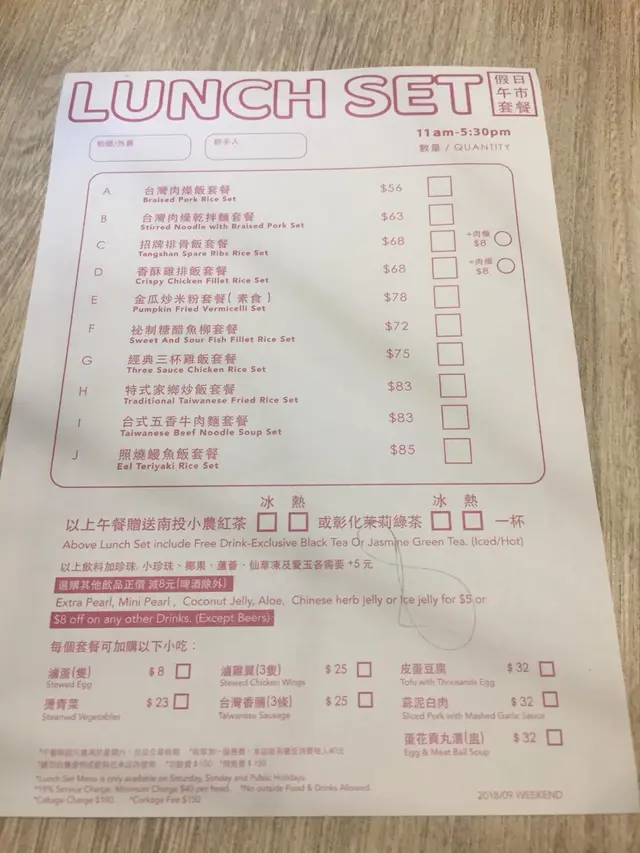 LUNCH SET 假日午市套餐
11am-5:30pm
數量 / QUANTITY
A 台灣肉燥飯套餐 $56
Braised Pork Rice Set
B 台灣肉燥乾拌麵套餐 $63
Stirred Noodle with Braised Pork Set
C 招牌排骨飯套餐 $68 +肉燥 $8
Tangshan Spare Ribs Rice Set
D 香酥雞排飯套餐 $68 +肉燥 $8
Crispy Chicken Fillet Rice Set
E 金瓜炒米粉套餐( 素食 ) $78
Pumpkin Fried Vermicelli Set
F 祕制糖醋魚柳套餐 $72
Sweet And Sour Fish Fillet Rice Set
G 經典三杯雞飯套餐 $75
Three Sauce Chicken Rice Set
H 特式家鄉炒飯套餐 $83
Traditional Taiwanese Fried Rice Set
I 台式五香牛肉麵套餐 $83
Taiwanese Beef Noodle Soup Set
J 照燒鰻魚飯套餐 $85
Eel Teriyaki Rice Set
冰 熱 冰 熱
以上午餐贈送南投小農紅茶 或彰化茉莉綠茶 一杯
Above Lunch Set include Free Drink-Exclusive Black Tea Or Jasmine Green Tea. (Iced/Hot)
以上飲料加珍珠, 小珍珠、椰果、蘆薈、仙草凍及愛玉各需要 +5 元
選購其他飲品正價 減8元(啤酒除外)
Extra Pearl, Mini Pearl , Coconut Jelly, Aloe, Chinese herb jelly or Ice jelly for $5 or
$8 off on any other Drinks. (Except Beers)
每個套餐可加購以下小吃：
滷蛋(隻) $ 8 滷雞翼(3隻) $ 25 皮蛋豆腐 $ 32
Stewed Egg Stewed Chicken Wings Tofu with Thousands Egg
燙青菜 $ 23 台灣香腸(3條) $ 25 蒜泥白肉 $ 32
Steamed Vegetables Taiwanese Sausage Sliced Pork with Mashed Garlic Sauce
蛋花貢丸湯(盅) $ 32
Egg & Meat Ball Soup
*Lunch Set Menu is only available on Saturday, Sunday and Public Holidays.
*10% Service Charge, Minimum Charge $40 per head. *No outside Food & Drinks Allowed.
*Cakage Charge $100 *Corkage Fee $150
2018/09 WEEKEND